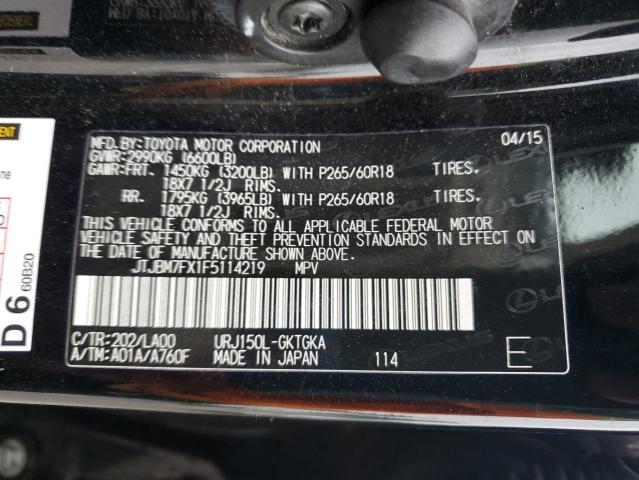 MFD.BY:TOYOTA MOTOR CORPORATION 04/15
GVWR:2990KG (6600LB)
GAWR:FRT. 1450KG (3200LB) WITH P265/60R18 TIRES.
18X7 1/2J RIMS.
RR. 1795KG (3965LB) WITH P265/60R18 TIRES.
18X7 1/2J RIMS.
THIS VEHICLE CONFORMS TO ALL APPLICABLE FEDERAL MOTOR
VEHICLE SAFETY AND THEFT PREVENTION STANDARDS IN EFFECT ON
THE DATE OF MANUFACTURE SHOWN ABOVE.
JTJBM7FX1F5114219 MPV
C/TR:202/LA00 URJ150L-GKTGKA
A/TM:A01A/A760F MADE IN JAPAN 114 E
D 6 60B20
LEXUS